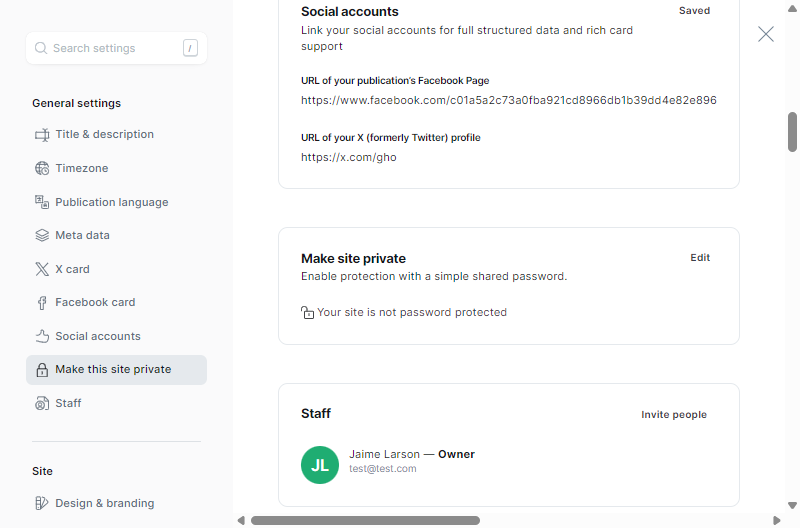 Search settings
/
General settings
Title & description
Timezone
Publication language
Meta data
X card
Facebook card
Social accounts
Make this site private
Staff
Site
Design & branding
Social accounts
Saved
Link your social accounts for full structured data and rich card
support
URL of your publication's Facebook Page
https://www.facebook.com/c01a5a2c73a0fba921cd8966db1b39dd4e82e896
URL of your X (formerly Twitter) profile
https://x.com/gho
Make site private
Edit
Enable protection with a simple shared password.
Your site is not password protected
Staff
Invite people
JL
Jaime Larson — Owner
test@test.com